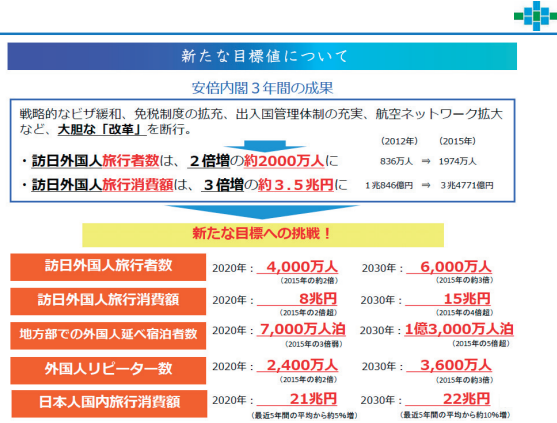 新たな目標値について
安倍内閣３年間の成果
戦略的なビザ緩和、免税制度の拡充、出入国管理体制の充実、航空ネットワーク拡大
など、大胆な「改革」を断行。
（2012年） （2015年）
・訪日外国人旅行者数は、２倍増の約2000万人に 836万人 ⇒ 1974万人
・訪日外国人旅行消費額は、３倍増の約３.５兆円に 1兆846億円 ⇒ 3兆4771億円
新たな目標への挑戦！
訪日外国人旅行者数 2020年： 4,000万人 2030年： 6,000万人
（2015年の約2倍） （2015年の約3倍）
訪日外国人旅行消費額 2020年： 8兆円 2030年： 15兆円
（2015年の2倍超） （2015年の4倍超）
地方部での外国人延べ宿泊者数 2020年： 7,000万人泊 2030年： 1億3,000万人泊
（2015年の3倍弱） （2015年の5倍超）
外国人リピーター数 2020年： 2,400万人 2030年： 3,600万人
（2015年の約2倍） （2015年の約3倍）
日本人国内旅行消費額 2020年： 21兆円 2030年： 22兆円
（最近5年間の平均から約5%増） （最近5年間の平均から約10%増）